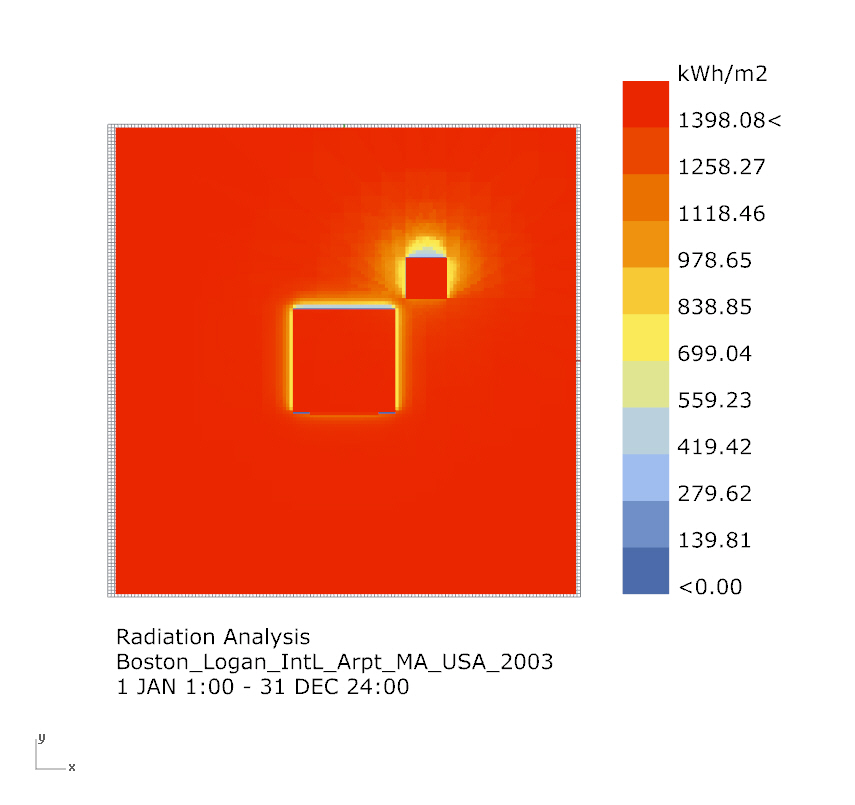 kWh/m2
1398.08<
1258.27
1118.46
978.65
838.85
699.04
559.23
419.42
279.62
139.81
<0.00
Radiation Analysis
Boston_Logan_IntL_Arpt_MA_USA_2003
1 JAN 1:00 - 31 DEC 24:00
y
x